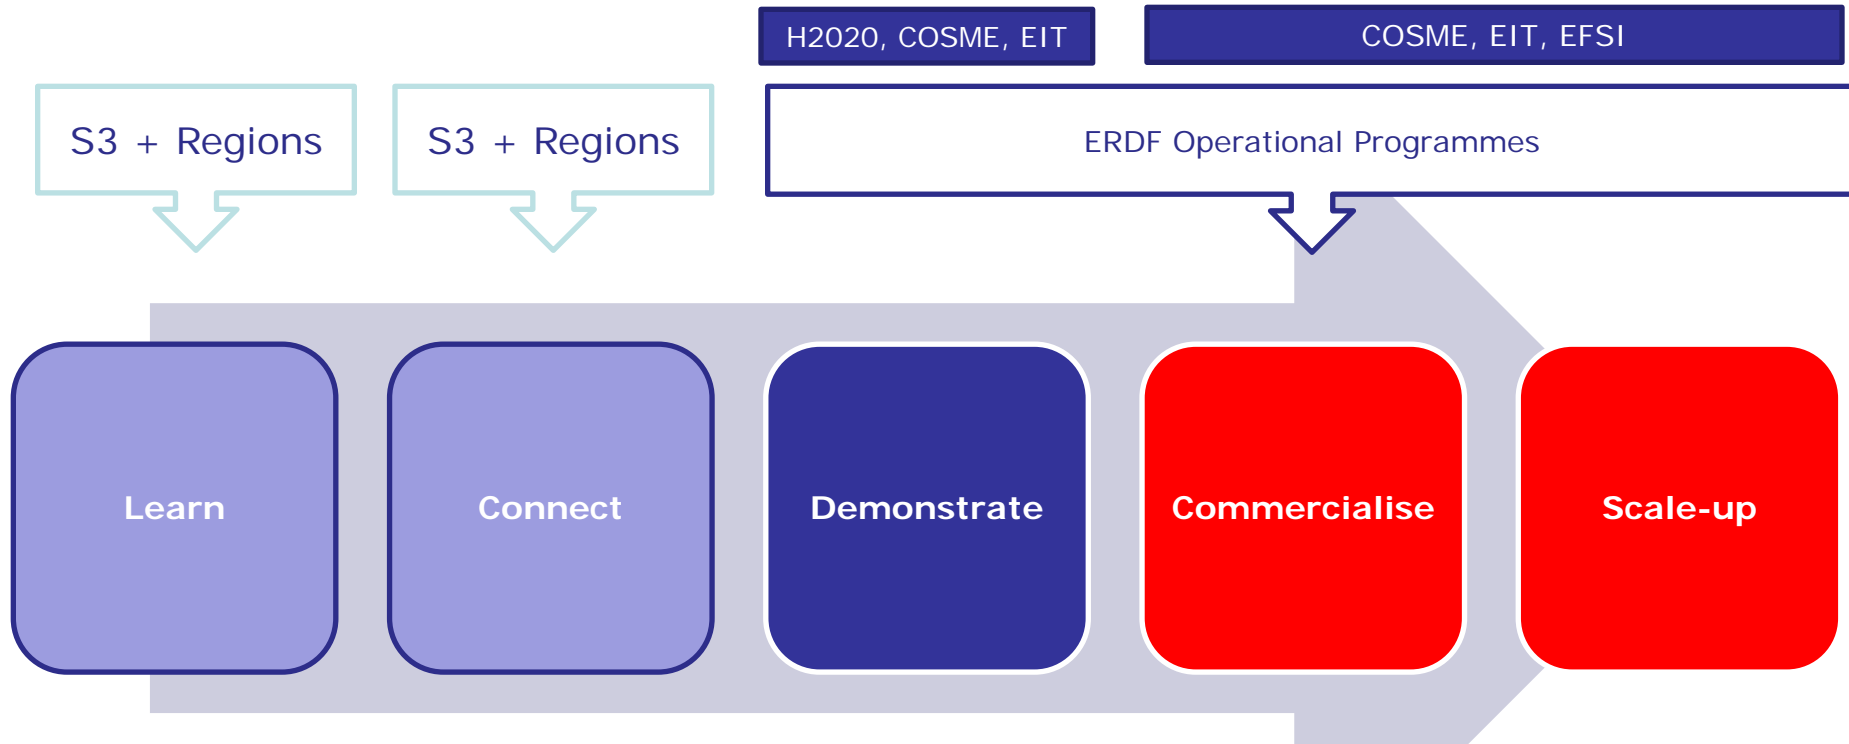 H2020, COSME, EIT
COSME, EIT, EFSI
S3 + Regions
S3 + Regions
ERDF Operational Programmes
Learn
Connect
Demonstrate
Commercialise
Scale-up